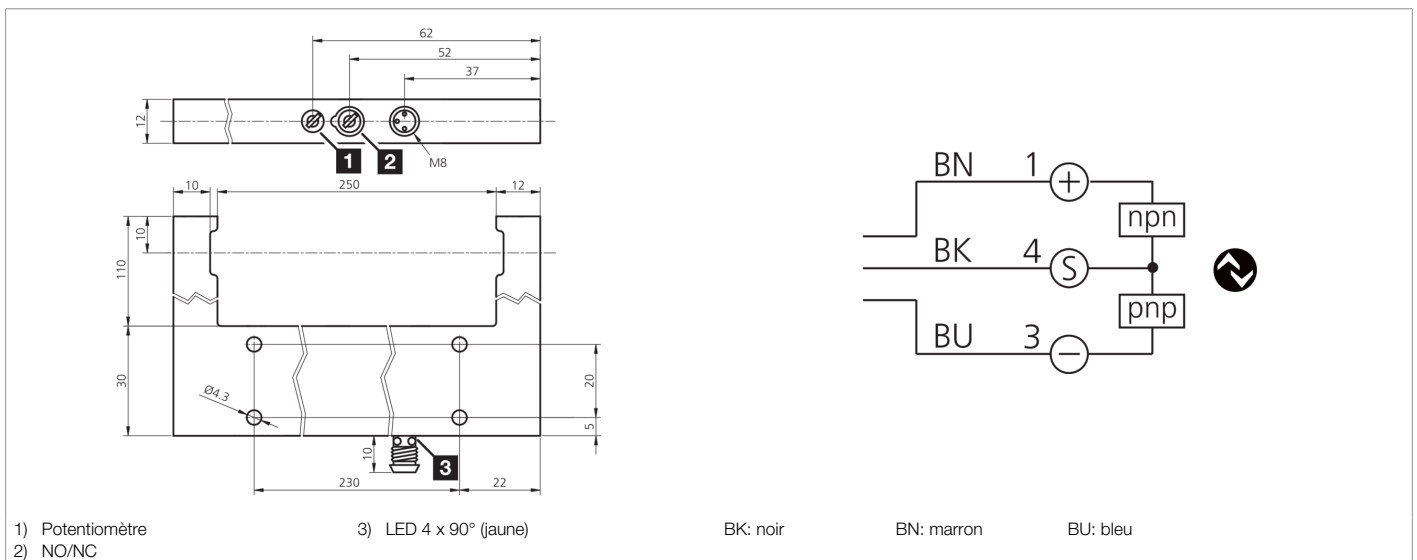 62
52
37
12
1 2
M8
10 250 12
10
110
30
Ø4.3
20
5
10
3
230 22
BN 1 +
npn
BK 4 S
pnp
BU 3 −
1) Potentiomètre 3) LED 4 x 90° (jaune) BK: noir BN: marron BU: bleu
2) NO/NC